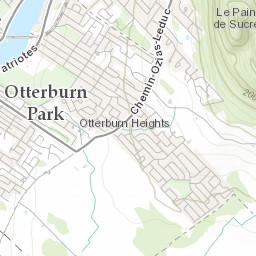 Le Pain
de Sucre
atriotes
Chemin-Ozias-Leduc
Otterburn
Park
Otterburn Heights